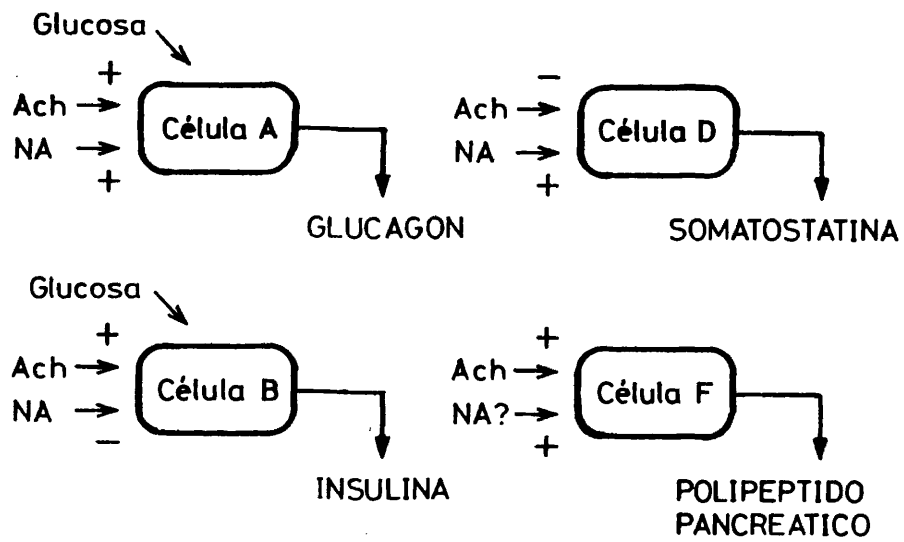 Glucosa
+
Ach
NA
+
Célula A
GLUCAGON
−
Ach
NA
+
Célula D
SOMATOSTATINA
Glucosa
+
Ach
NA
−
Célula B
INSULINA
+
Ach
NA?
+
Célula F
POLIPEPTIDO
PANCREATICO